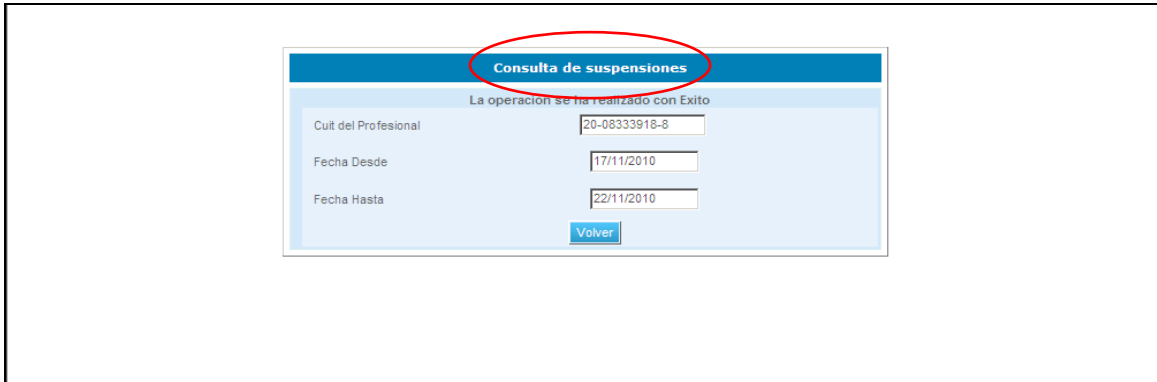 Consulta de suspensiones
La operación se ha realizado con Exito
Cuit del Profesional 20-08333918-8
Fecha Desde 17/11/2010
Fecha Hasta 22/11/2010
Volver